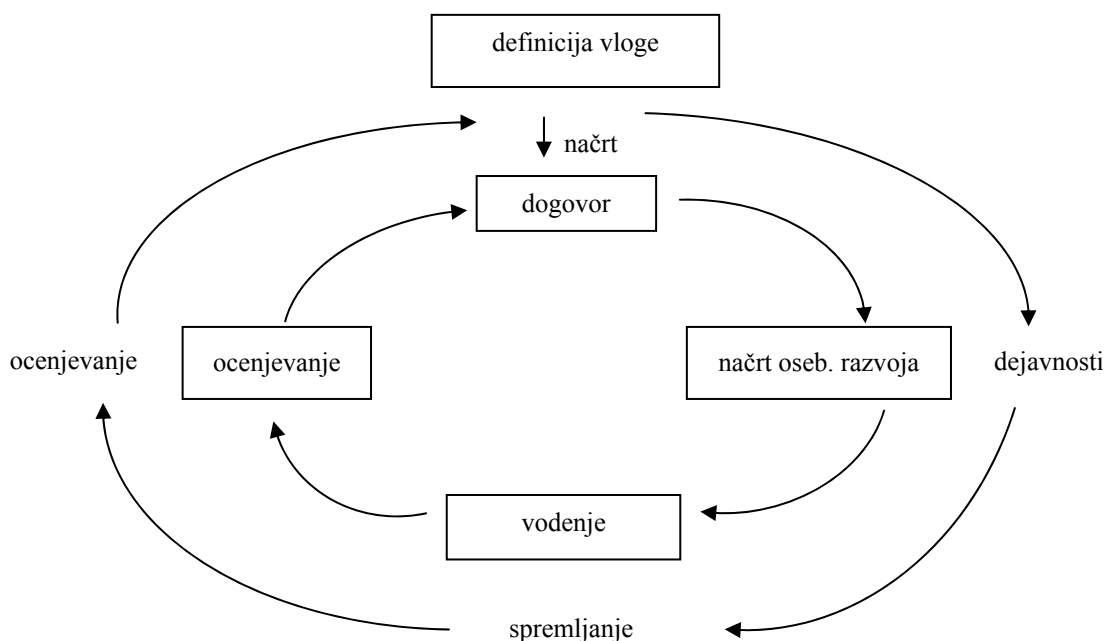 definicija vloge
načrt
dogovor
ocenjevanje
ocenjevanje
načrt oseb. razvoja
dejavnosti
vodenje
spremljanje